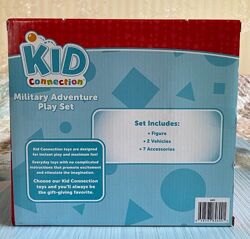 KID
Connection
Military Adventure
Play Set
Kid Connection toys are designed
for instant play and maximum fun!
Everyday toys with no complicated
instructions that promote excitement
and stimulate the imagination.
Choose our Kid Connection
toys and you'll always be
the gift-giving favorite.
Set Includes:
• Figure
• 2 Vehicles
• 7 Accessories